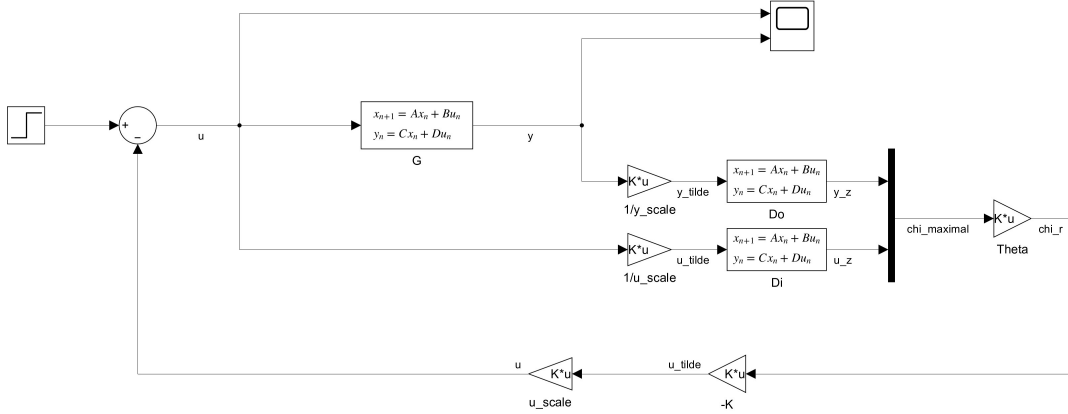 +
−
u
x_{n+1} = Ax_n + Bu_n
y_n = Cx_n + Du_n
G
y
K*u
1/y_scale
y_tilde
x_{n+1} = Ax_n + Bu_n
y_n = Cx_n + Du_n
Do
y_z
K*u
1/u_scale
u_tilde
x_{n+1} = Ax_n + Bu_n
y_n = Cx_n + Du_n
Di
u_z
chi_maximal
K*u
Theta
chi_r
u
K*u
u_scale
u_tilde
K*u
-K